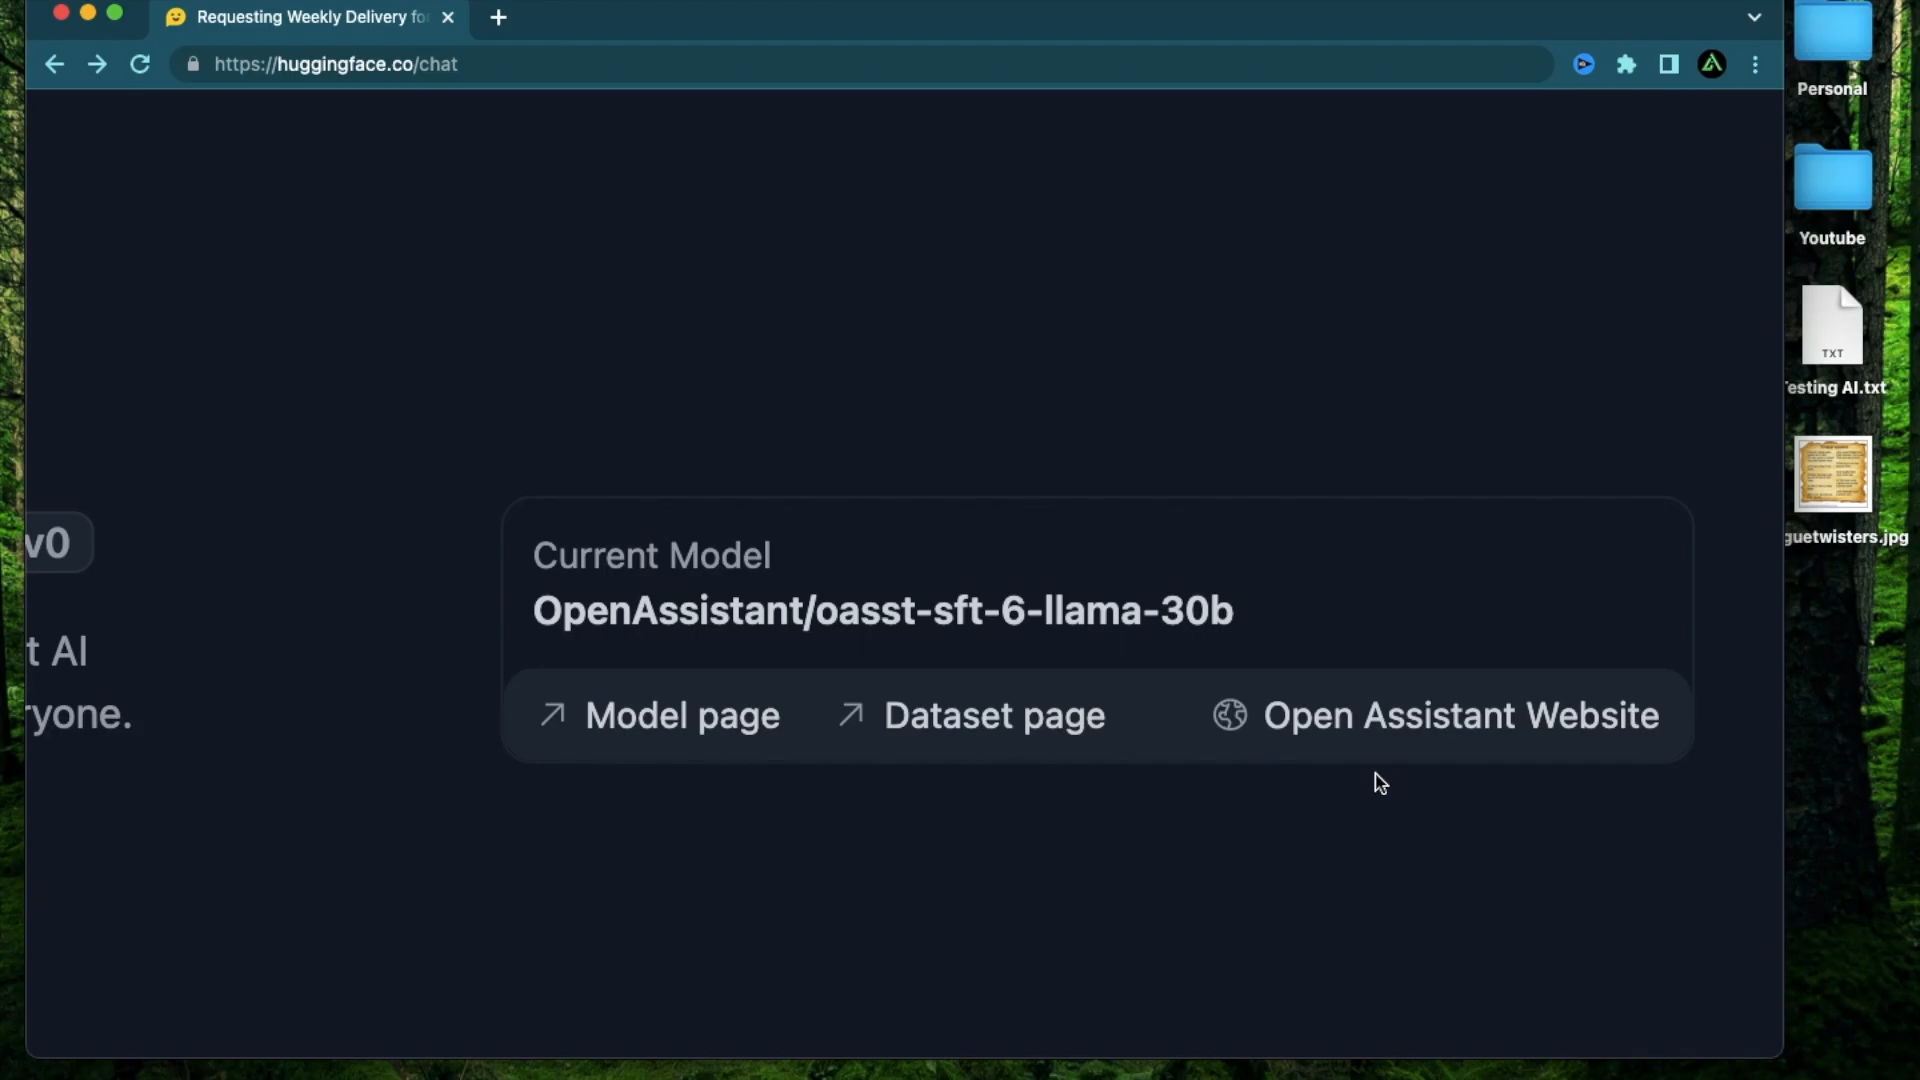 Requesting Weekly Delivery fo
https://huggingface.co/chat
Personal
Youtube
TXT
esting AI.txt
guetwisters.jpg
v0
t AI
ryone.
Current Model
OpenAssistant/oasst-sft-6-llama-30b
Model page
Dataset page
Open Assistant Website